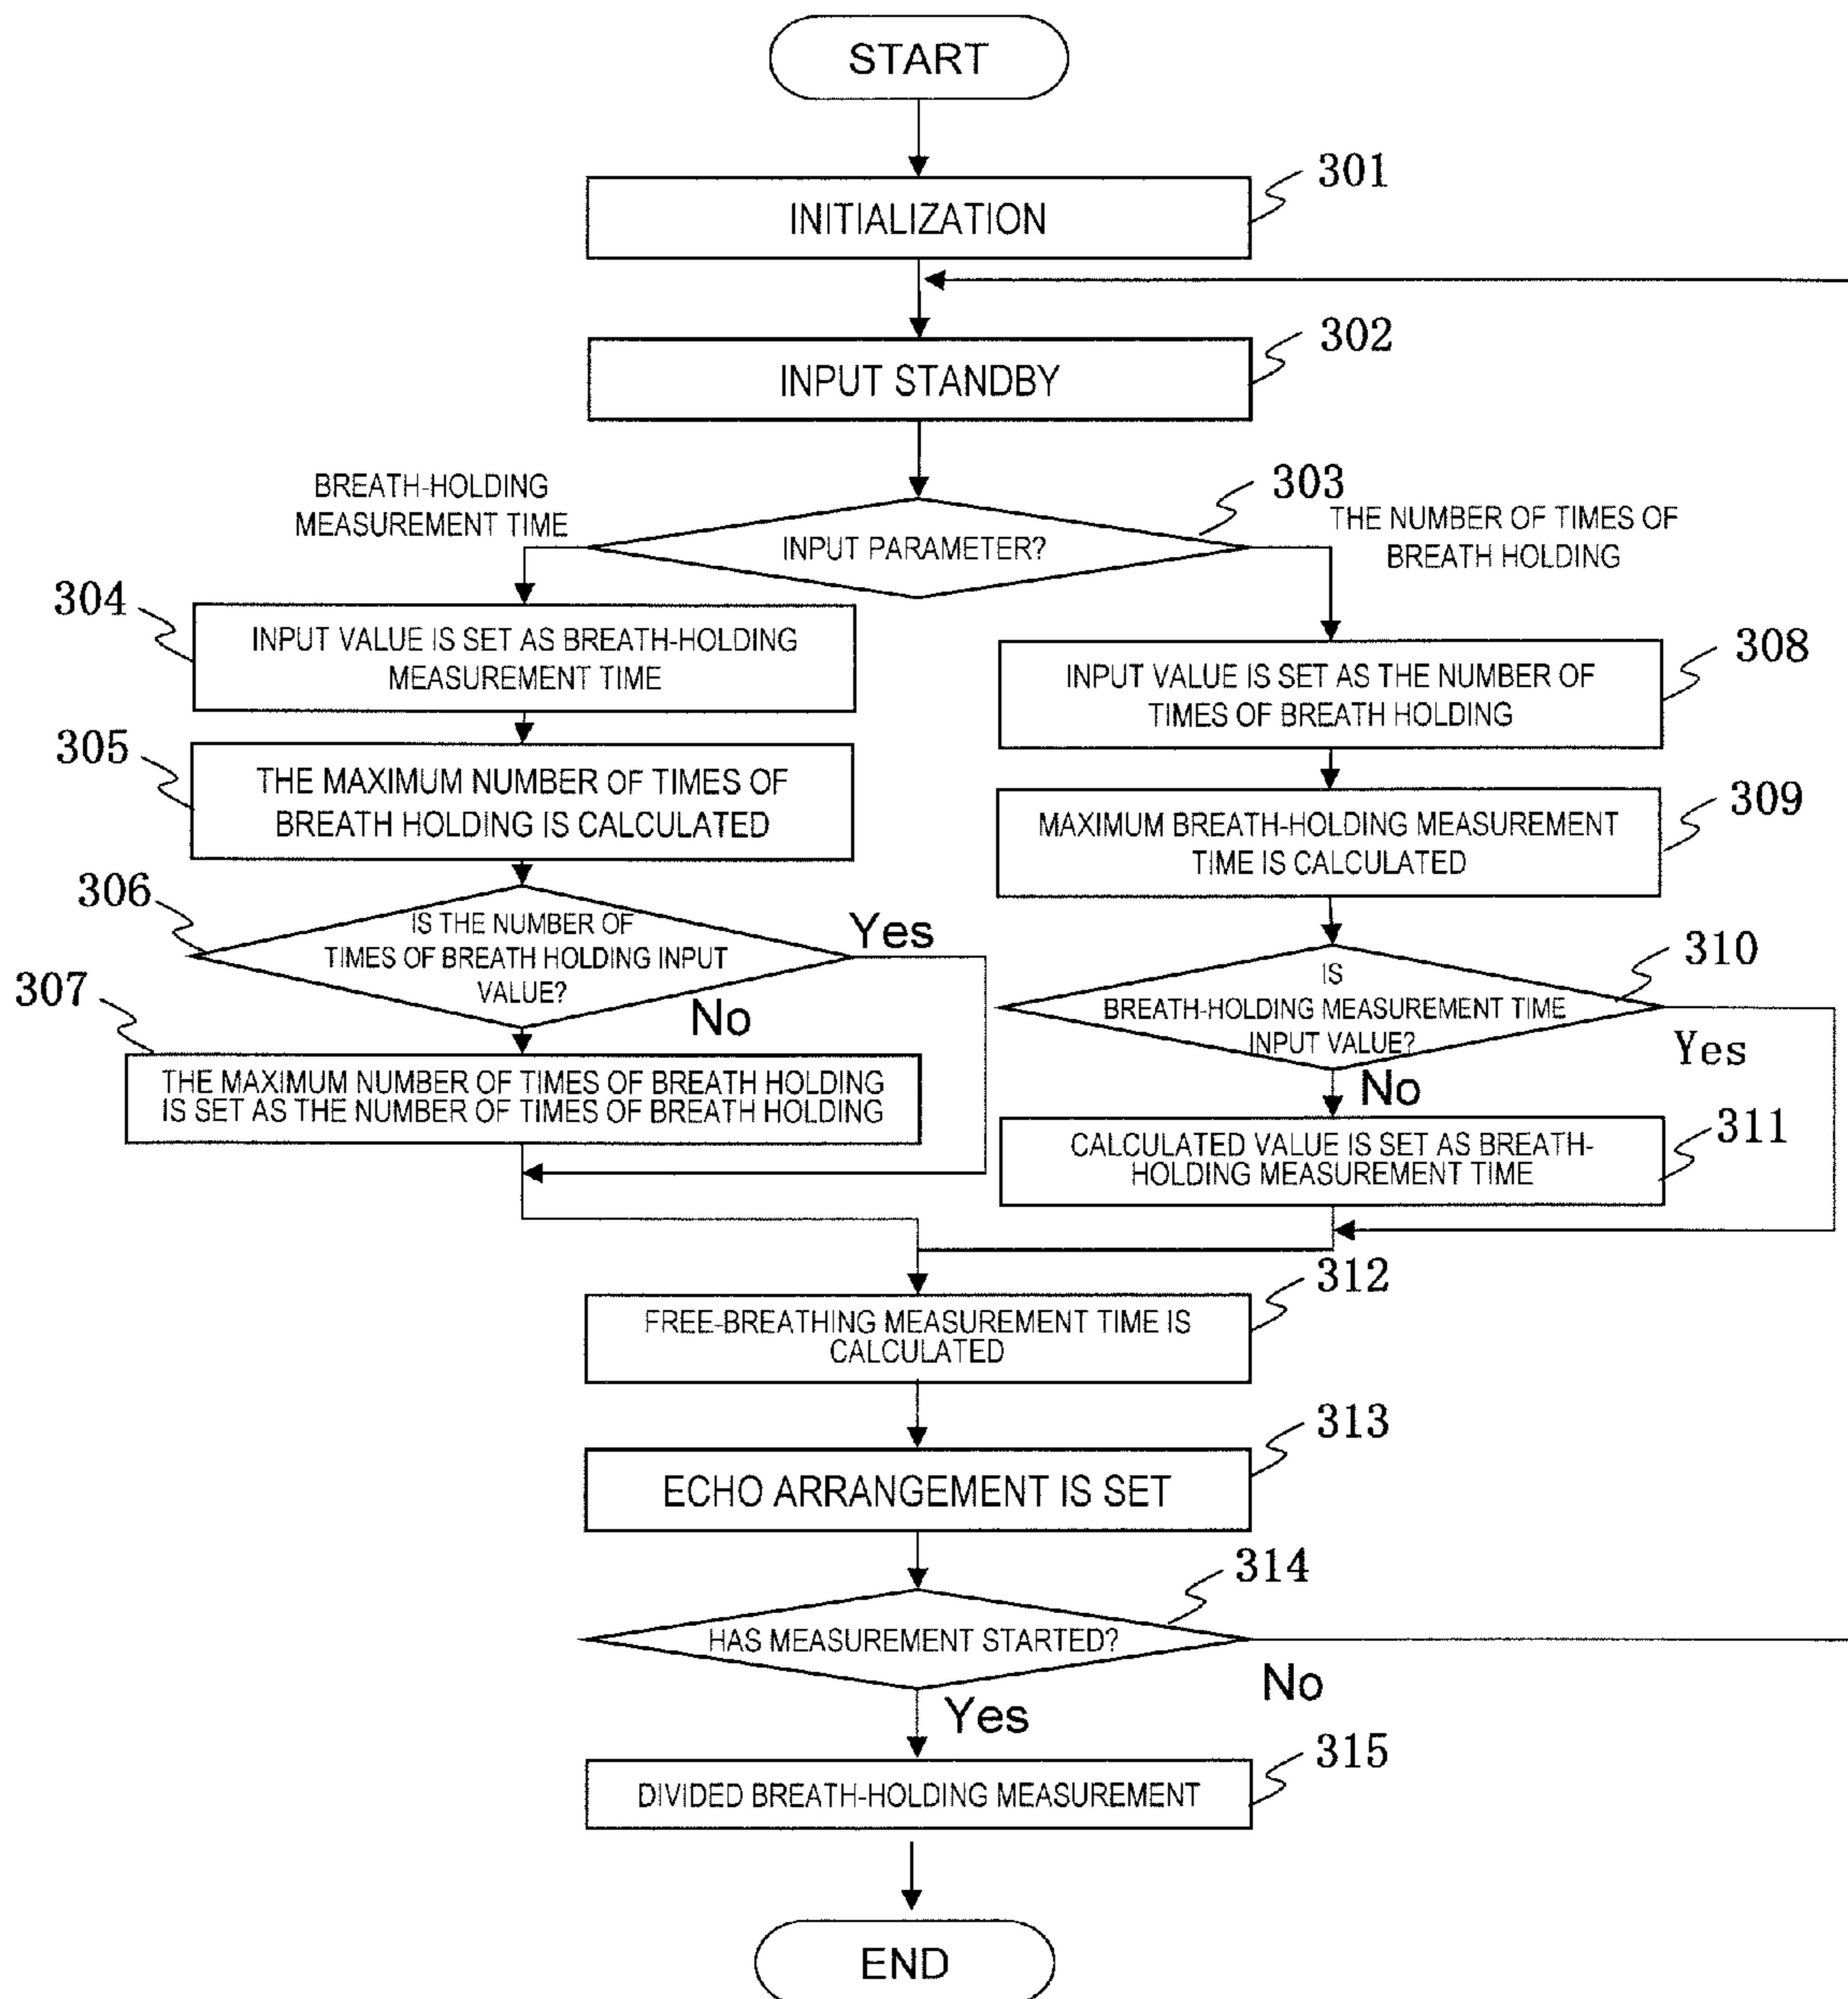 START
301
INITIALIZATION
302
INPUT STANDBY
303
BREATH-HOLDING
MEASUREMENT TIME
INPUT PARAMETER?
THE NUMBER OF TIMES OF
BREATH HOLDING
304
INPUT VALUE IS SET AS BREATH-HOLDING
MEASUREMENT TIME
305
THE MAXIMUM NUMBER OF TIMES OF
BREATH HOLDING IS CALCULATED
306
IS THE NUMBER OF
TIMES OF BREATH HOLDING INPUT
VALUE?
Yes
No
307
THE MAXIMUM NUMBER OF TIMES OF BREATH HOLDING
IS SET AS THE NUMBER OF TIMES OF BREATH HOLDING
308
INPUT VALUE IS SET AS THE NUMBER OF
TIMES OF BREATH HOLDING
309
MAXIMUM BREATH-HOLDING MEASUREMENT
TIME IS CALCULATED
310
IS
BREATH-HOLDING MEASUREMENT TIME
INPUT VALUE?
Yes
No
311
CALCULATED VALUE IS SET AS BREATH-
HOLDING MEASUREMENT TIME
312
FREE-BREATHING MEASUREMENT TIME IS
CALCULATED
313
ECHO ARRANGEMENT IS SET
314
HAS MEASUREMENT STARTED?
No
Yes
315
DIVIDED BREATH-HOLDING MEASUREMENT
END